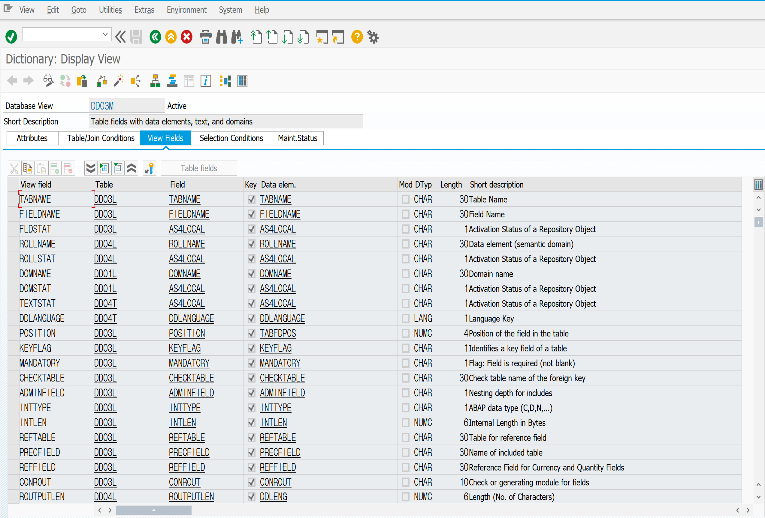 View Edit Goto Utilities Extras Environment System Help
Dictionary: Display View
Database View DD03M Active
Short Description Table fields with data elements, text, and domains
Attributes Table/Join Conditions View Fields Selection Conditions Maint.Status
Table fields
View field Table Field Key Data elem. Mod DTyp Length Short description
TABNAME DD03L TABNAME TABNAME CHAR 30 Table Name
FIELDNAME DD03L FIELDNAME FIELDNAME CHAR 30 Field Name
FLDSTAT DD03L AS4LOCAL AS4LOCAL CHAR 1 Activation Status of a Repository Object
ROLLNAME DD04L ROLLNAME ROLLNAME CHAR 30 Data element (semantic domain)
ROLLSTAT DD04L AS4LOCAL AS4LOCAL CHAR 1 Activation Status of a Repository Object
DOMNAME DD01L DOMNAME DOMNAME CHAR 30 Domain name
DOMSTAT DD01L AS4LOCAL AS4LOCAL CHAR 1 Activation Status of a Repository Object
TEXTSTAT DD04T AS4LOCAL AS4LOCAL CHAR 1 Activation Status of a Repository Object
DDLANGUAGE DD04T DDLANGUAGE DDLANGUAGE LANG 1 Language Key
POSITION DD03L POSITION TABFDPOS NUMC 4 Position of the field in the table
KEYFLAG DD03L KEYFLAG KEYFLAG CHAR 1 Identifies a key field of a table
MANDATORY DD03L MANDATORY MANDATORY CHAR 1 Flag: Field is required (not blank)
CHECKTABLE DD03L CHECKTABLE CHECKTABLE CHAR 30 Check table name of the foreign key
ADMINFIELD DD03L ADMINFIELD ADMINFIELD CHAR 1 Nesting depth for includes
INTTYPE DD03L INTTYPE INTTYPE CHAR 1 ABAP data type (C,D,N,...)
INTLEN DD03L INTLEN INTLEN NUMC 6 Internal Length in Bytes
REFTABLE DD03L REFTABLE REFTABLE CHAR 30 Table for reference field
PRECFIELD DD03L PRECFIELD PRECFIELD CHAR 30 Name of included table
REFFIELD DD03L REFFIELD REFFIELD CHAR 30 Reference Field for Currency and Quantity Fields
CONROUT DD03L CONROUT CONROUT CHAR 10 Check or generating module for fields
ROUTPUTLEN DD04L ROUTPUTLEN DDLENG NUMC 6 Length (No. of Characters)